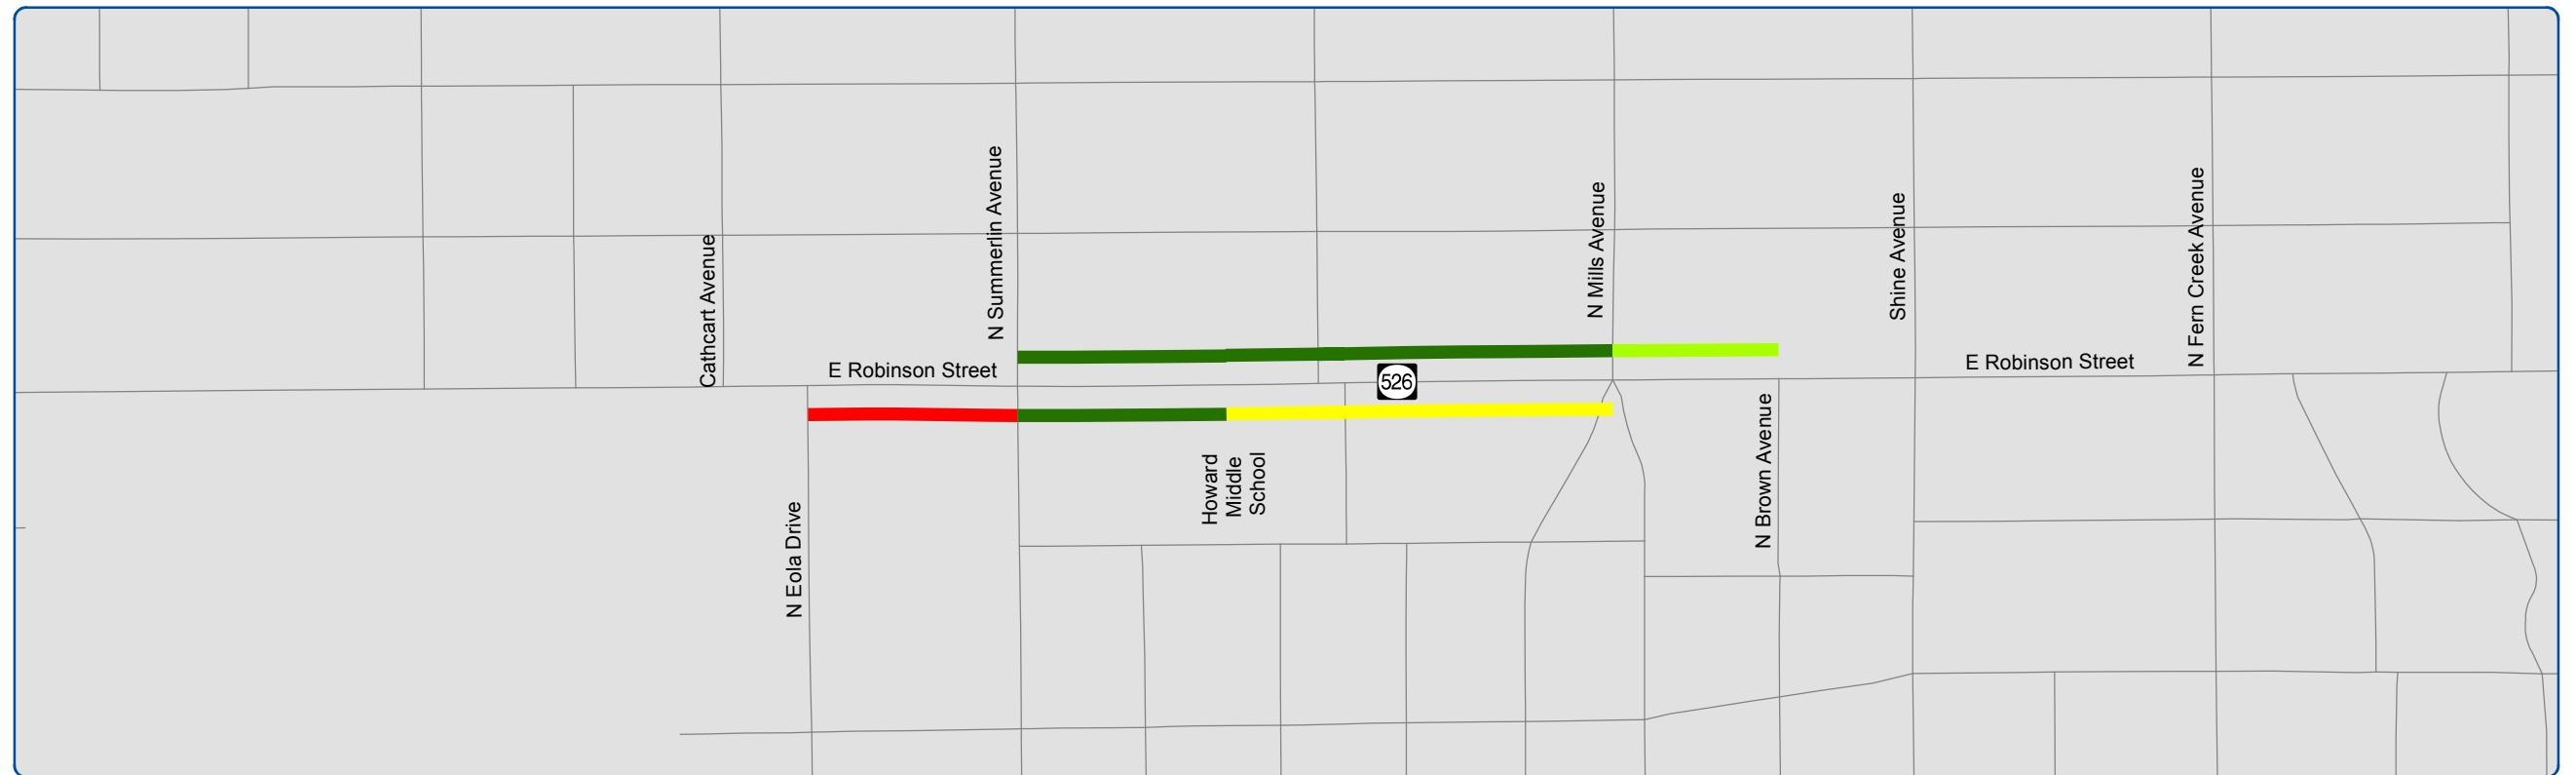 Cathcart Avenue
N Summerlin Avenue
N Mills Avenue
Shine Avenue
N Fern Creek Avenue
E Robinson Street
526
E Robinson Street
N Eola Drive
Howard
Middle
School
N Brown Avenue